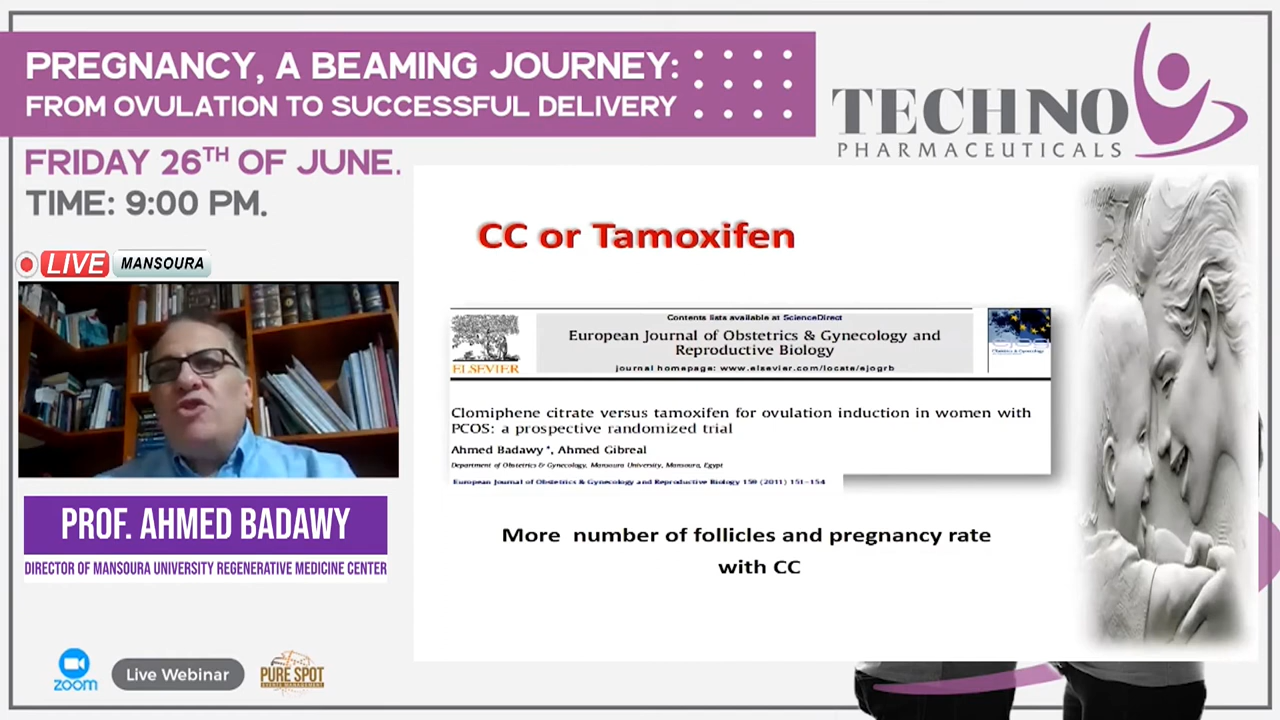 PREGNANCY, A BEAMING JOURNEY:
FROM OVULATION TO SUCCESSFUL DELIVERY
TECHNO
PHARMACEUTICALS
FRIDAY 26TH OF JUNE.
TIME: 9:00 PM.
LIVE MANSOURA
CC or Tamoxifen
Contents lists available at ScienceDirect
European Journal of Obstetrics & Gynecology and
Reproductive Biology
journal homepage: www.elsevier.com/locate/ejogrb
ELSEVIER
Clomiphene citrate versus tamoxifen for ovulation induction in women with
PCOS: a prospective randomized trial
Ahmed Badawy *, Ahmed Gibreal
Department of Obstetrics & Gynecology, Mansoura University, Mansoura, Egypt
European Journal of Obstetrics & Gynecology and Reproductive Biology 159 (2011) 151–154
More number of follicles and pregnancy rate
with CC
PROF. AHMED BADAWY
DIRECTOR OF MANSOURA UNIVERSITY REGENERATIVE MEDICINE CENTER
zoom
Live Webinar
PURE SPOT